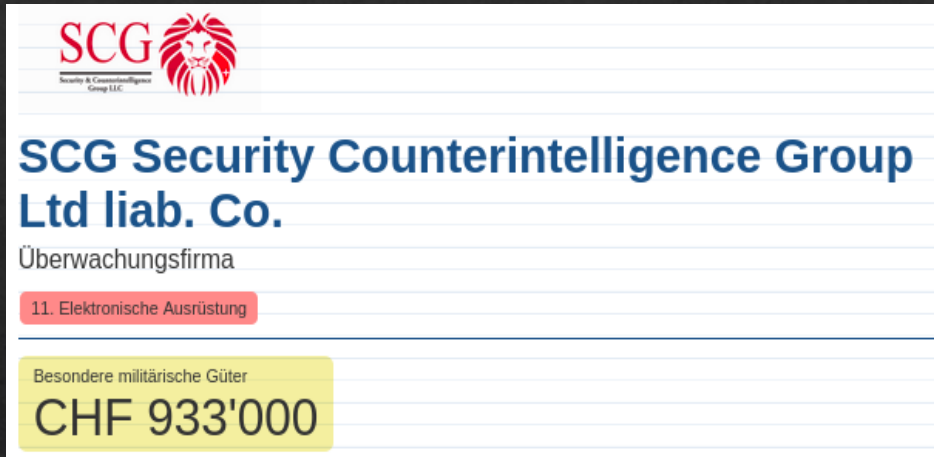 SCG
Security & Counterintelligence
Group LLC
SCG Security Counterintelligence Group
Ltd liab. Co.
Überwachungsfirma
11. Elektronische Ausrüstung
Besondere militärische Güter
CHF 933'000